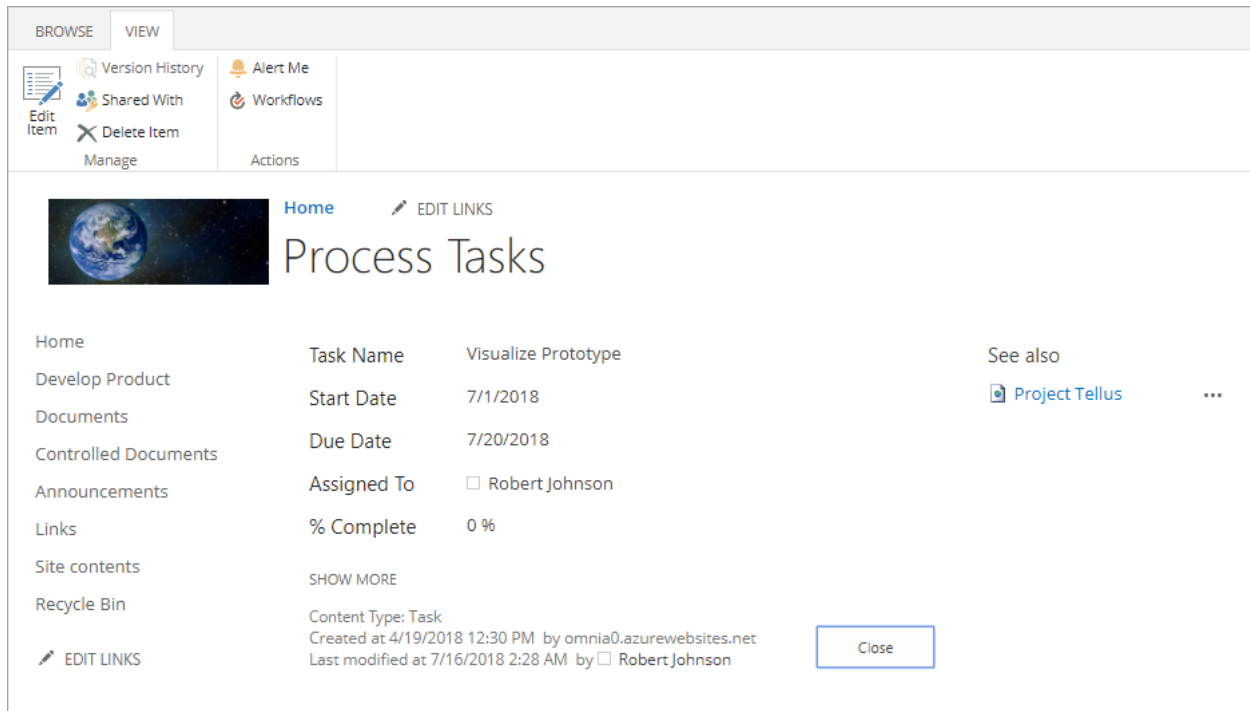 BROWSE VIEW
Version History Alert Me
Shared With Workflows
Edit
Item
Delete Item
Manage Actions
Home EDIT LINKS
Process Tasks
Home
Develop Product
Documents
Controlled Documents
Announcements
Links
Site contents
Recycle Bin
EDIT LINKS
Task Name Visualize Prototype
Start Date 7/1/2018
Due Date 7/20/2018
Assigned To Robert Johnson
% Complete 0 %
SHOW MORE
Content Type: Task
Created at 4/19/2018 12:30 PM by omnia0.azurewebsites.net
Last modified at 7/16/2018 2:28 AM by Robert Johnson
Close
See also
Project Tellus